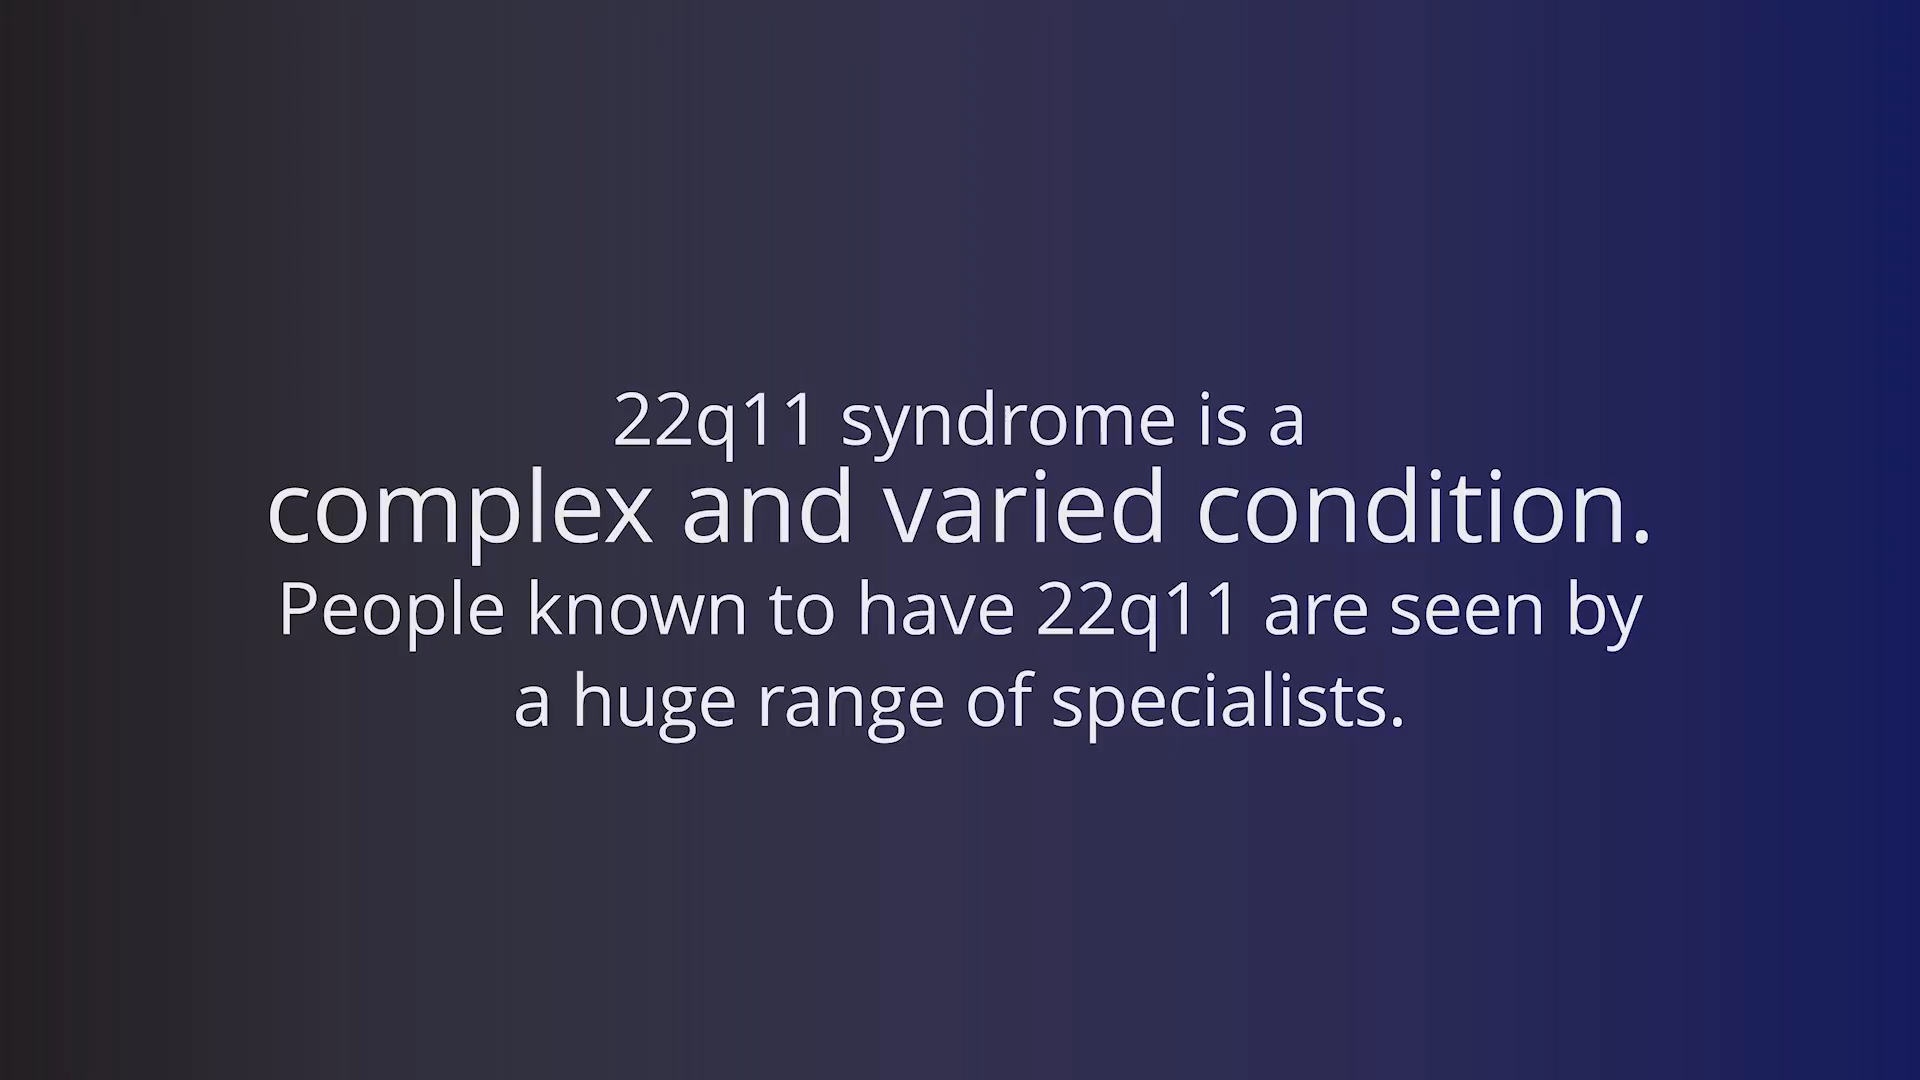 22q11 syndrome is a
complex and varied condition.
People known to have 22q11 are seen by
a huge range of specialists.